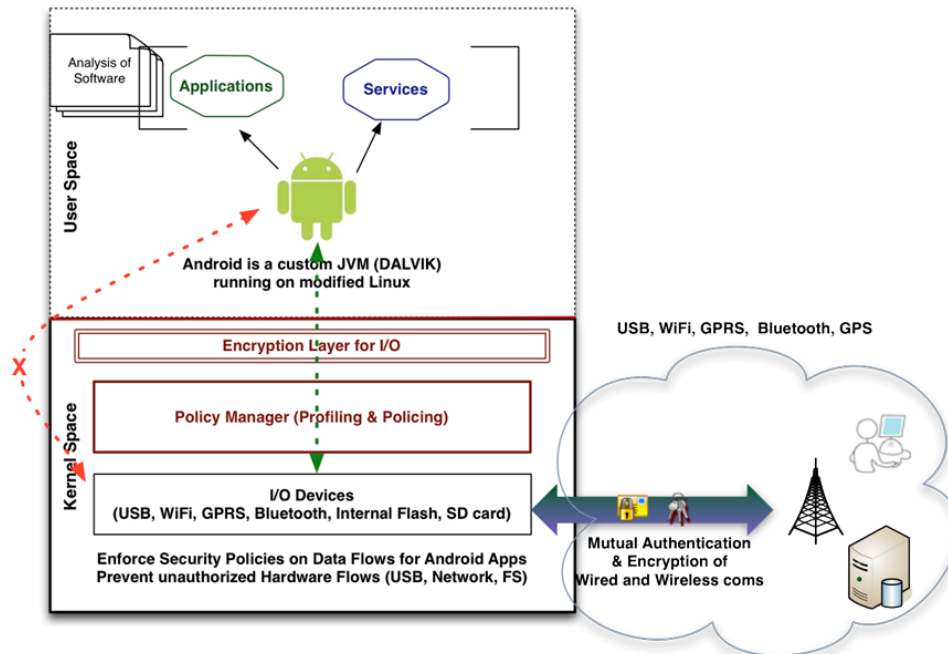 Analysis of
Software
Applications
Services
User Space
Android is a custom JVM (DALVIK)
running on modified Linux
X
Kernel Space
Encryption Layer for I/O
Policy Manager (Profiling & Policing)
I/O Devices
(USB, WiFi, GPRS, Bluetooth, Internal Flash, SD card)
Enforce Security Policies on Data Flows for Android Apps
Prevent unauthorized Hardware Flows (USB, Network, FS)
USB, WiFi, GPRS, Bluetooth, GPS
Mutual Authentication
& Encryption of
Wired and Wireless coms